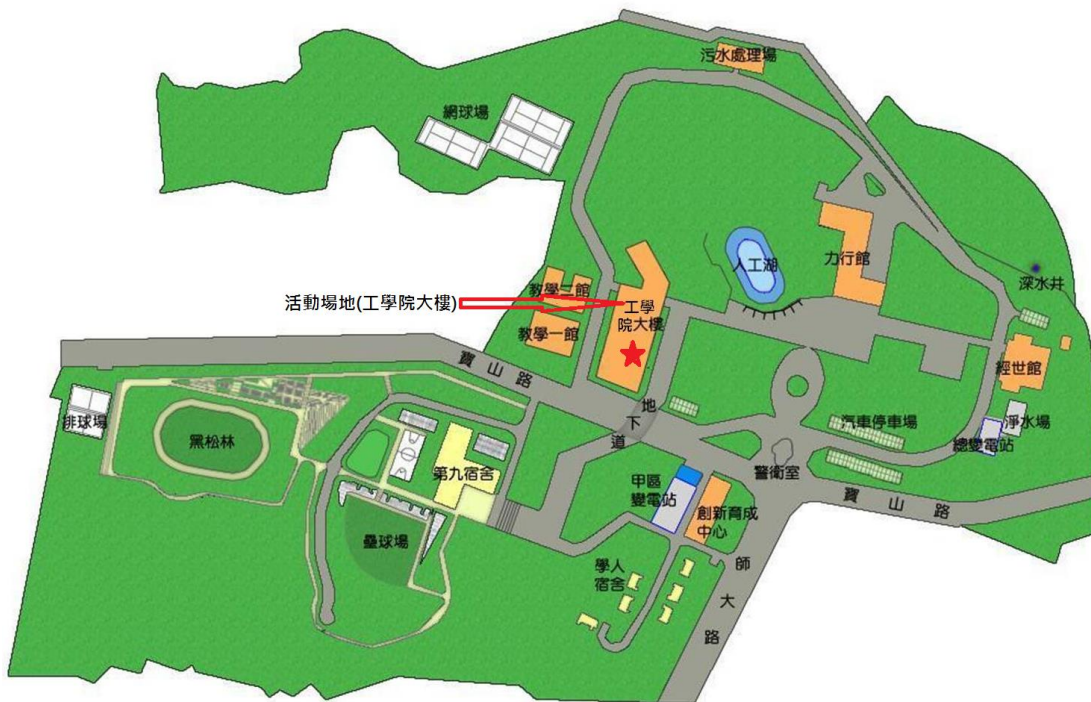 污水處理場
網球場
人工湖
力行館
深水井
教學二館
活動場地(工學院大樓)
工學
院大樓
教學一館
寶山路
經世館
地下道
排球場
黑松林
汽車停車場
淨水場
總變電站
第九宿舍
警衛室
甲區
變電站
寶山路
創新育成
中心
壘球場
學人
宿舍
師大路